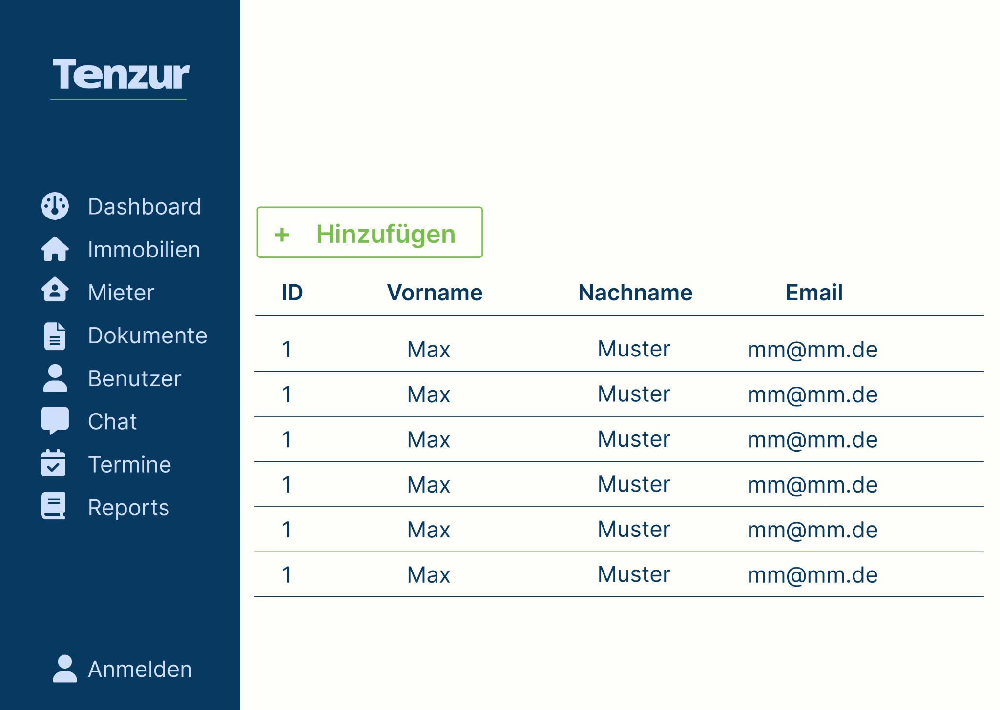 Tenzur
Dashboard
Immobilien
Mieter
Dokumente
Benutzer
Chat
Termine
Reports
Anmelden
+ Hinzufügen
ID Vorname Nachname Email
1 Max Muster mm@mm.de
1 Max Muster mm@mm.de
1 Max Muster mm@mm.de
1 Max Muster mm@mm.de
1 Max Muster mm@mm.de
1 Max Muster mm@mm.de